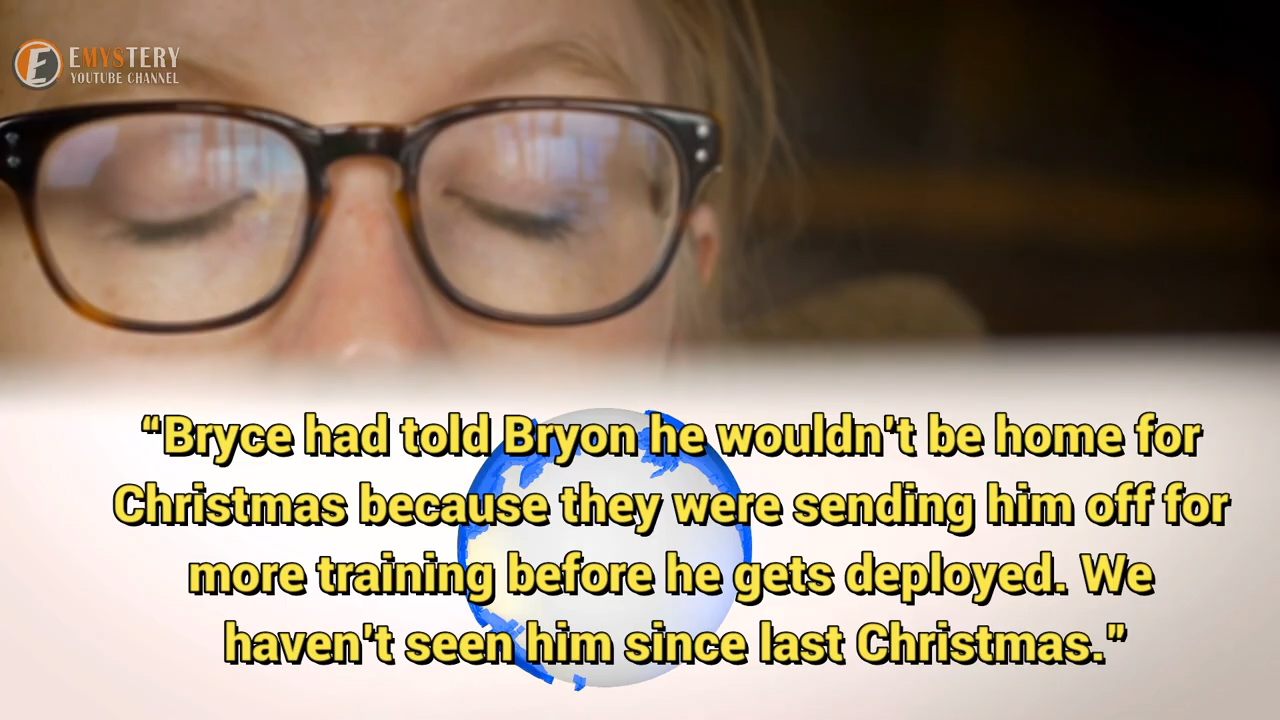 EMYSTERY
YOUTUBE CHANNEL
“Bryce had told Bryon he wouldn’t be home for
Christmas because they were sending him off for
more training before he gets deployed. We
haven’t seen him since last Christmas.”